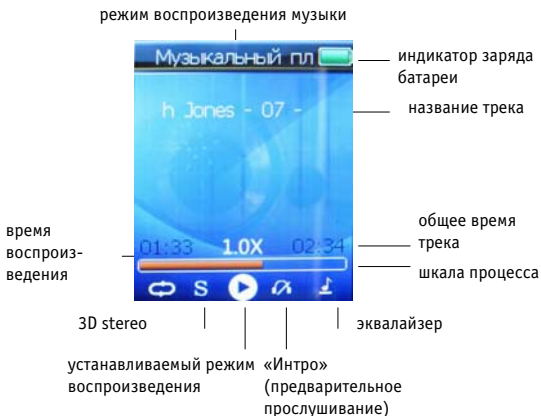 режим воспроизведения музыки
Музыкальный пл
индикатор заряда
батареи
h Jones - 07 -
название трека
время
воспроиз-
ведения
01:33 1.0X 02:34
общее время
трека
шкала процесса
S
3D stereo
эквалайзер
устанавливаемый режим
воспроизведения
«Интро»
(предварительное
прослушивание)